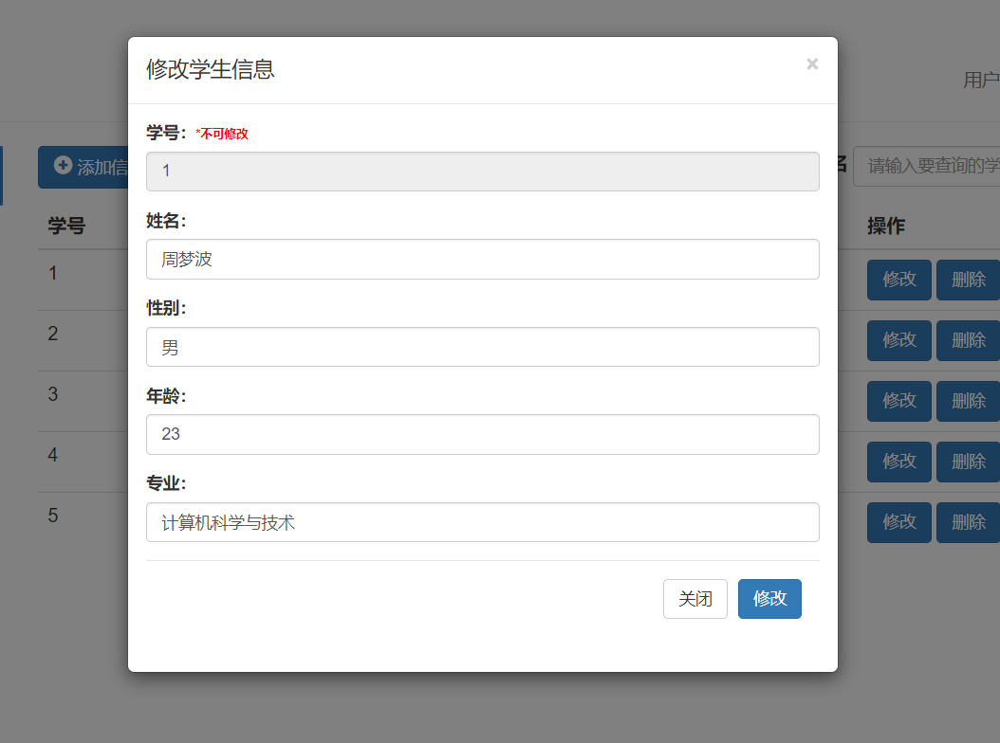 修改学生信息
×
用户
学号：*不可修改
添加信
1
名
请输入要查询的学
姓名：
学号
操作
周梦波
1
修改 删除
性别：
2
男
修改 删除
年龄：
3
23
修改 删除
4
修改 删除
专业：
5
计算机科学与技术
修改 删除
关闭 修改